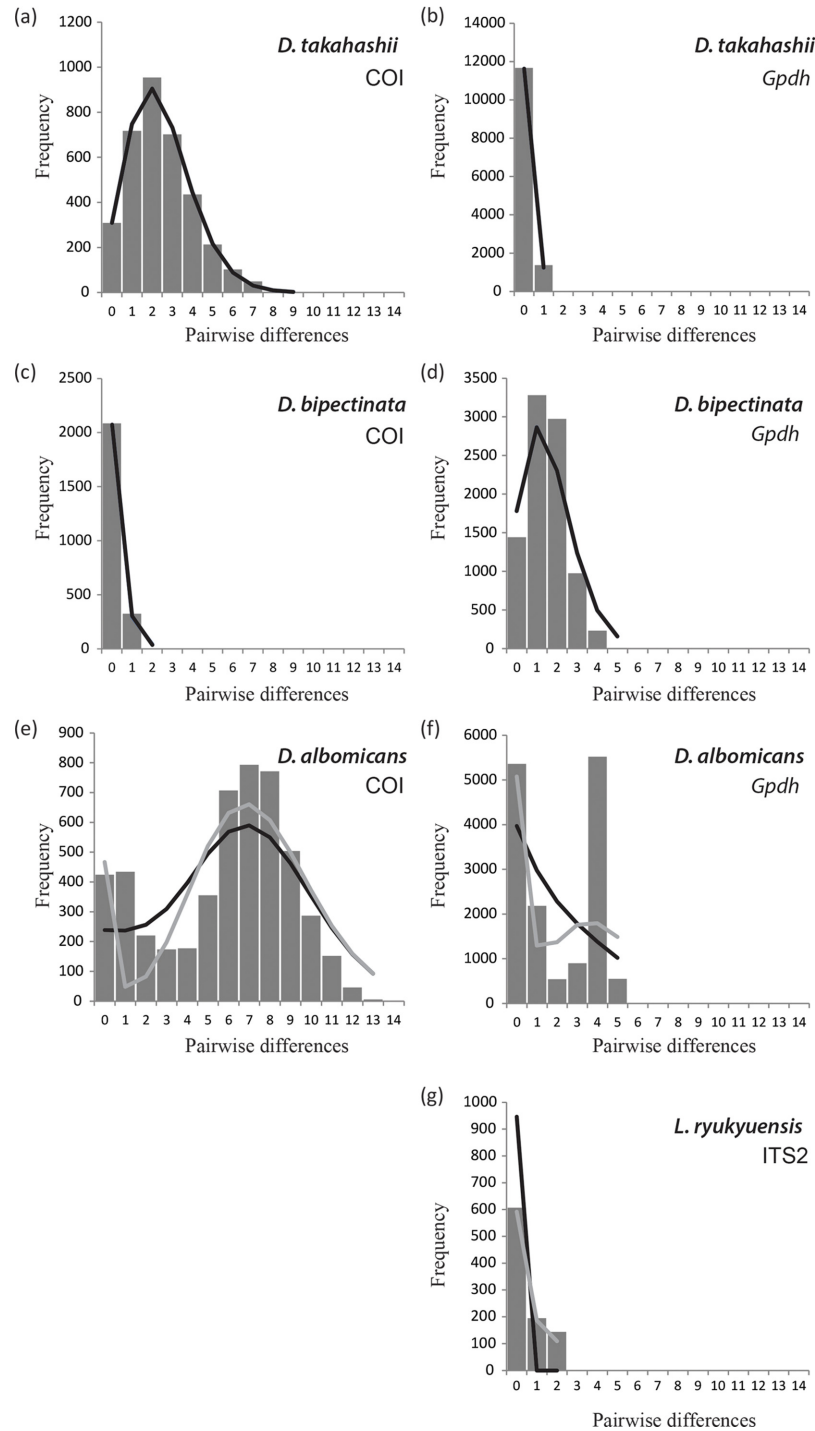 (a)
D. takahashii
COI
Frequency
1200
1000
800
600
400
200
0
0 1 2 3 4 5 6 7 8 9 10 11 12 13 14
Pairwise differences
(b)
D. takahashii
Gpdh
Frequency
14000
12000
10000
8000
6000
4000
2000
0
0 1 2 3 4 5 6 7 8 9 10 11 12 13 14
Pairwise differences
(c)
D. bipectinata
COI
Frequency
2500
2000
1500
1000
500
0
0 1 2 3 4 5 6 7 8 9 10 11 12 13 14
Pairwise differences
(d)
D. bipectinata
Gpdh
Frequency
3500
3000
2500
2000
1500
1000
500
0
0 1 2 3 4 5 6 7 8 9 10 11 12 13 14
Pairwise differences
(e)
D. albomicans
COI
Frequency
900
800
700
600
500
400
300
200
100
0
0 1 2 3 4 5 6 7 8 9 10 11 12 13 14
Pairwise differences
(f)
D. albomicans
Gpdh
Frequency
6000
5000
4000
3000
2000
1000
0
0 1 2 3 4 5 6 7 8 9 10 11 12 13 14
Pairwise differences
(g)
L. ryukyuensis
ITS2
Frequency
1000
900
800
700
600
500
400
300
200
100
0
0 1 2 3 4 5 6 7 8 9 10 11 12 13 14
Pairwise differences